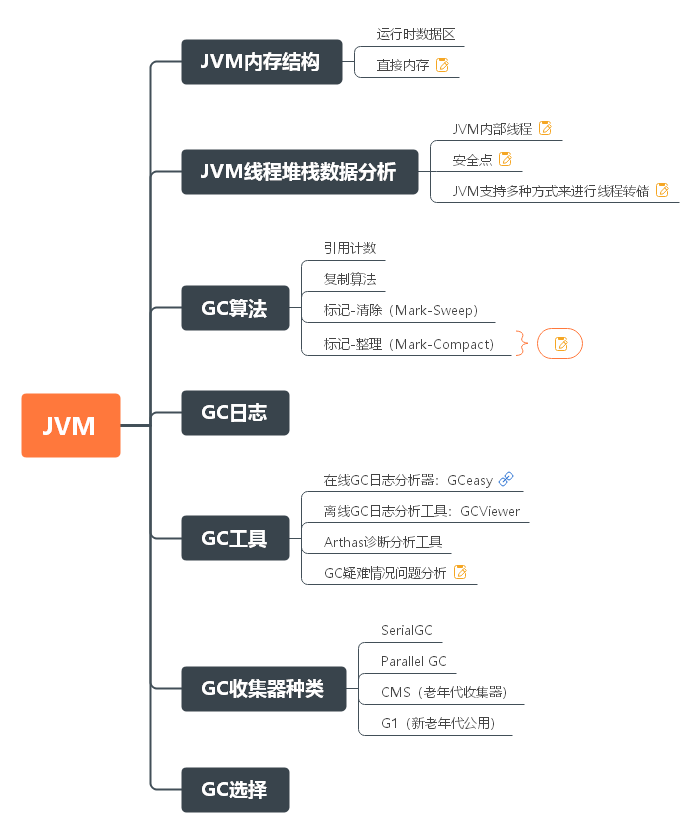 JVM
JVM内存结构
运行时数据区
直接内存
JVM线程堆栈数据分析
JVM内部线程
安全点
JVM支持多种方式来进行线程转储
GC算法
引用计数
复制算法
标记-清除（Mark-Sweep）
标记-整理（Mark-Compact）
GC日志
GC工具
在线GC日志分析器：GCeasy
离线GC日志分析工具：GCViewer
Arthas诊断分析工具
GC疑难情况问题分析
GC收集器种类
SerialGC
Parallel GC
CMS（老年代收集器）
G1（新老年代公用）
GC选择